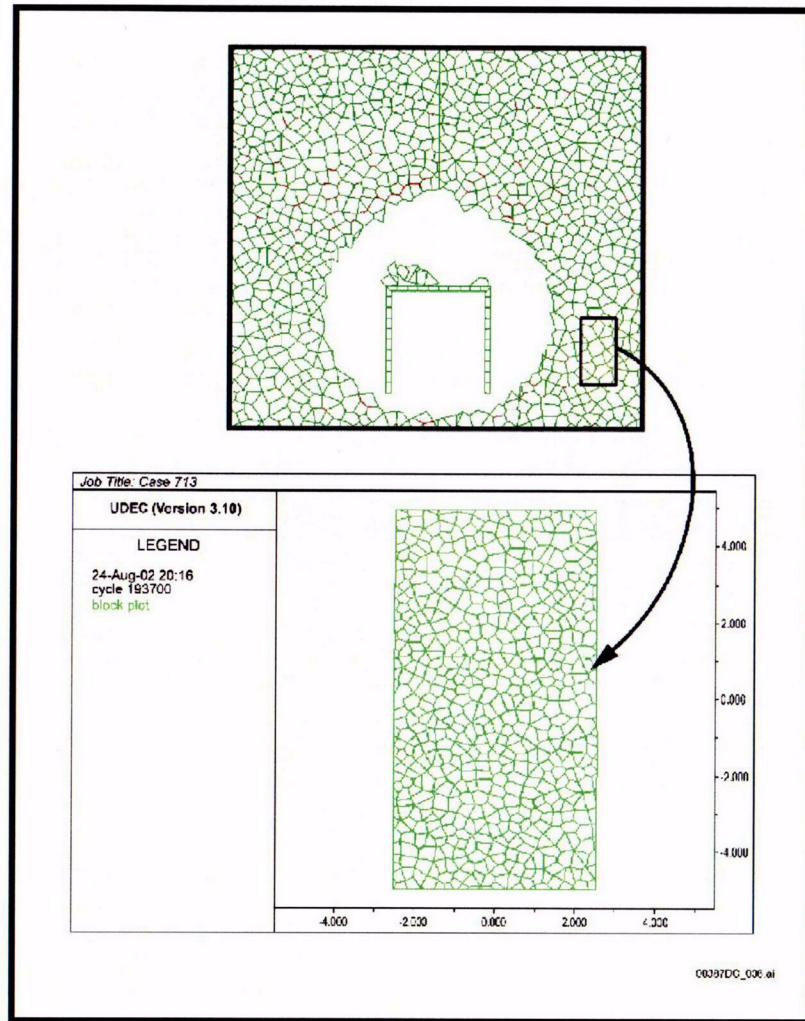 Job Title: Case 713
UDEC (Version 3.10)
LEGEND
24-Aug-02 20:16
cycle 193700
block plot
4.000
2.000
0.000
-2.000
-4.000
-4.000
-2.000
0.000
2.000
4.000
00387DC_036.ai